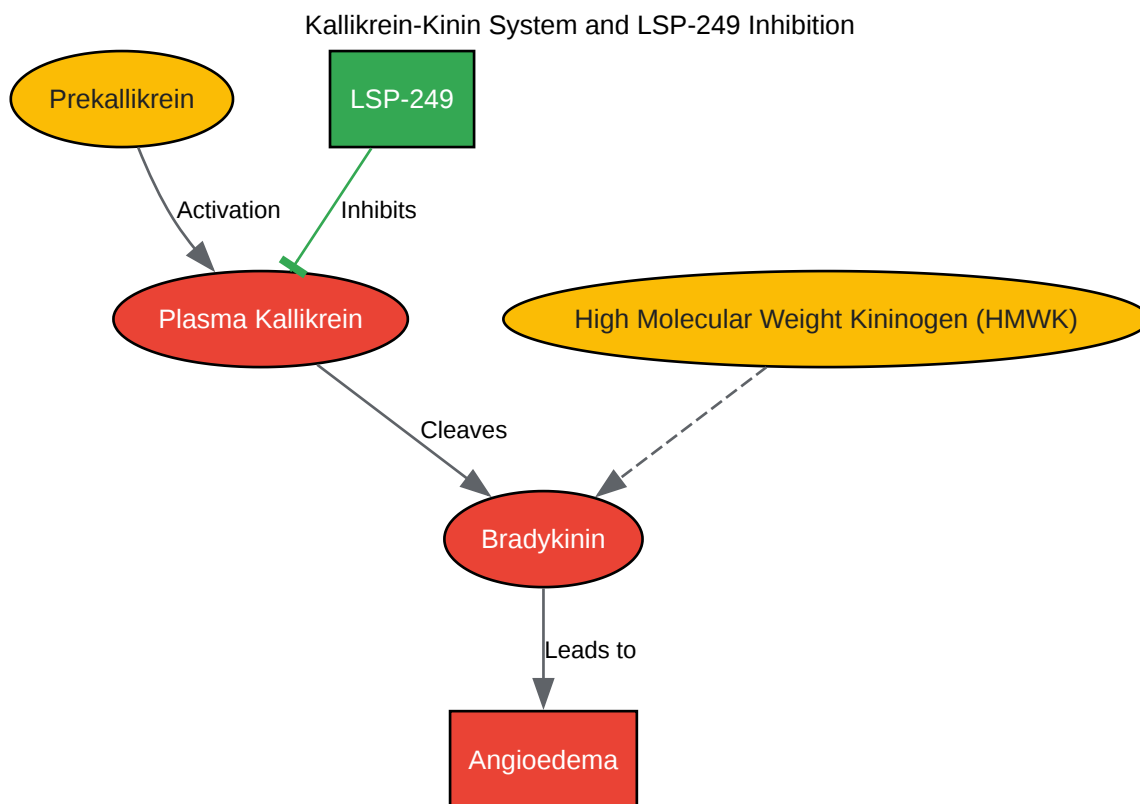 Kallikrein-Kinin System and LSP-249 Inhibition
Prekallikrein
LSP-249
Activation
Inhibits
Plasma Kallikrein
High Molecular Weight Kininogen (HMWK)
Cleaves
Bradykinin
Leads to
Angioedema